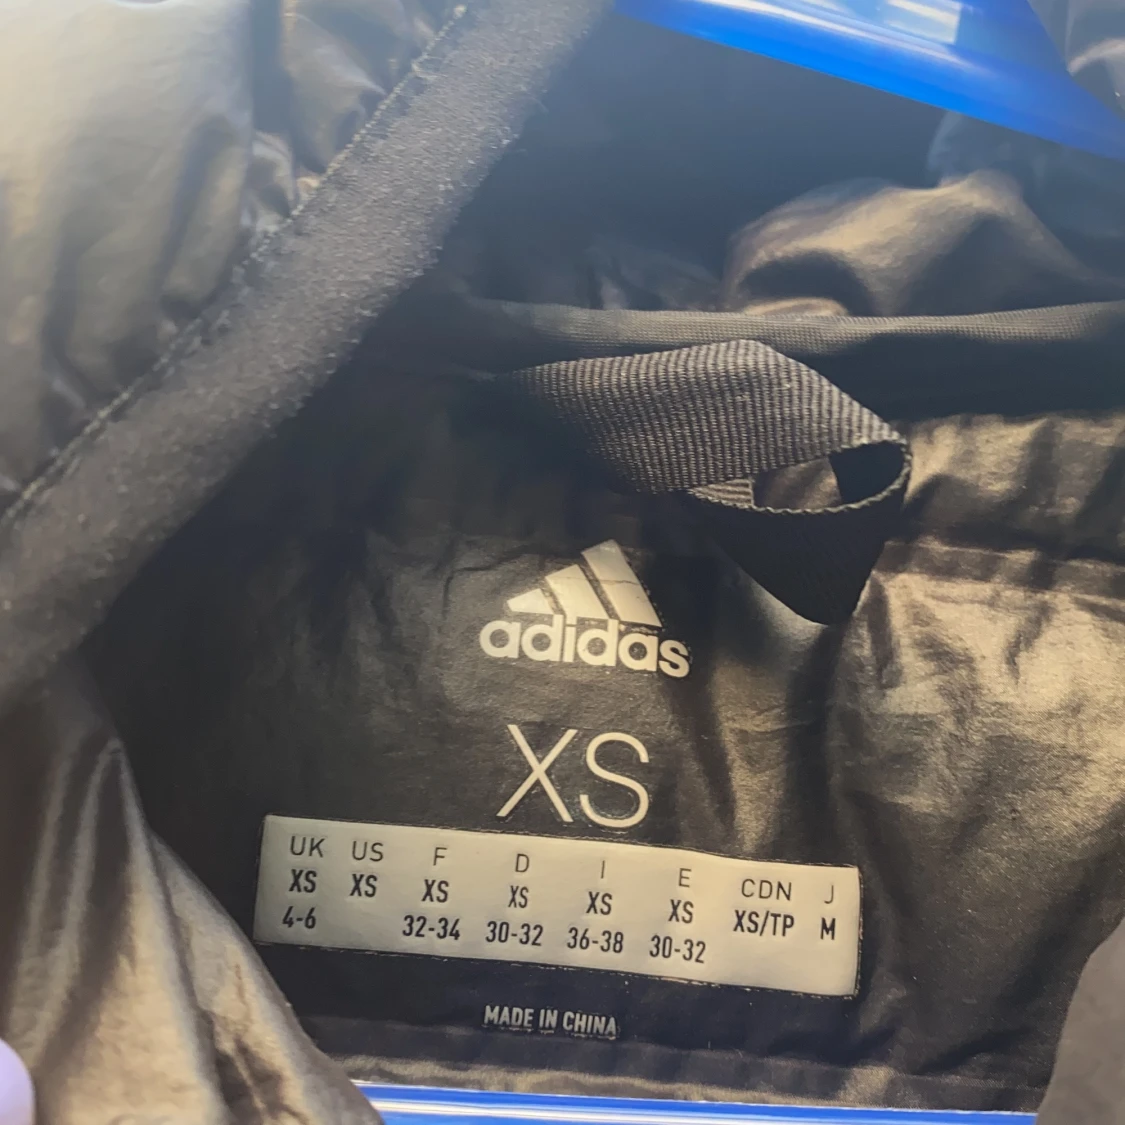 adidas
XS
UK US F D I E CDN J
XS XS XS XS XS XS XS/TP M
4-6 32-34 30-32 36-38 30-32
MADE IN CHINA